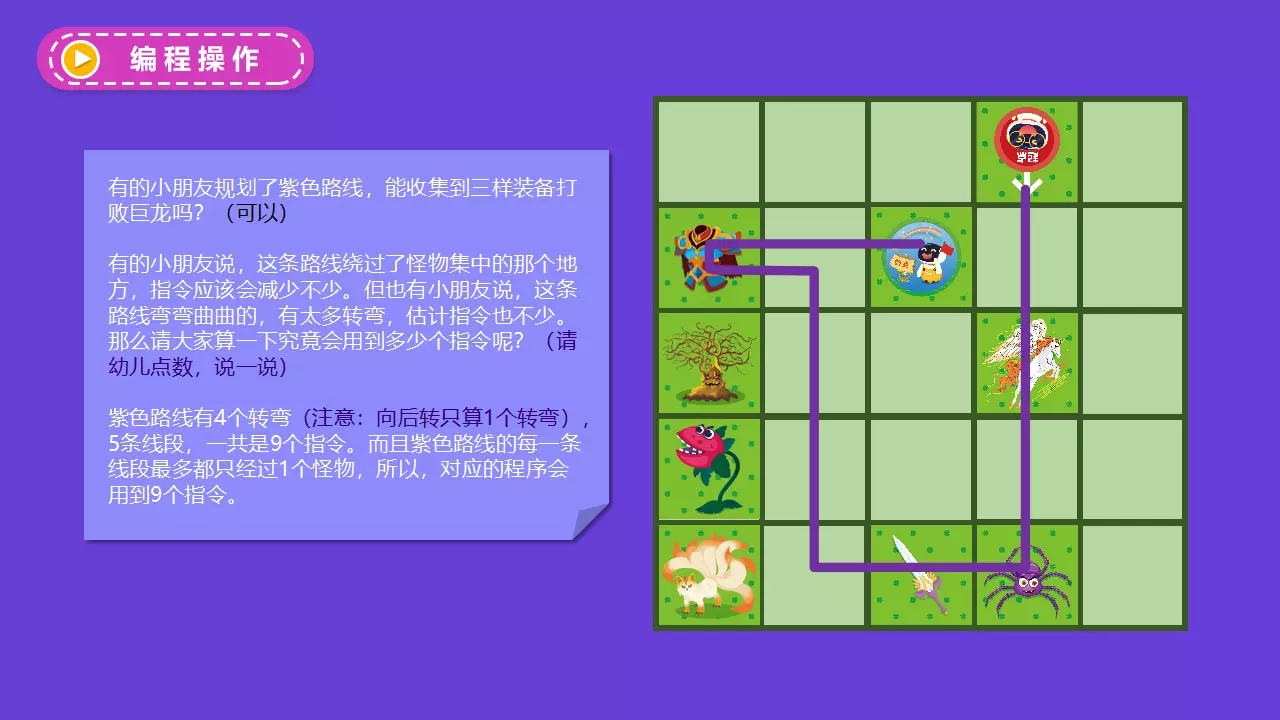 编程操作
有的小朋友规划了紫色路线，能收集到三样装备打
败巨龙吗？（可以）
有的小朋友说，这条路线绕过了怪物集中的那个地
方，指令应该会减少不少。但也有小朋友说，这条
路线弯弯曲曲的，有太多转弯，估计指令也不少。
那么请大家算一下究竟会用到多少个指令呢？（请
幼儿点数，说一说）
紫色路线有4个转弯（注意：向后转只算1个转弯），
5条线段，一共是9个指令。而且紫色路线的每一条
线段最多都只经过1个怪物，所以，对应的程序会
用到9个指令。